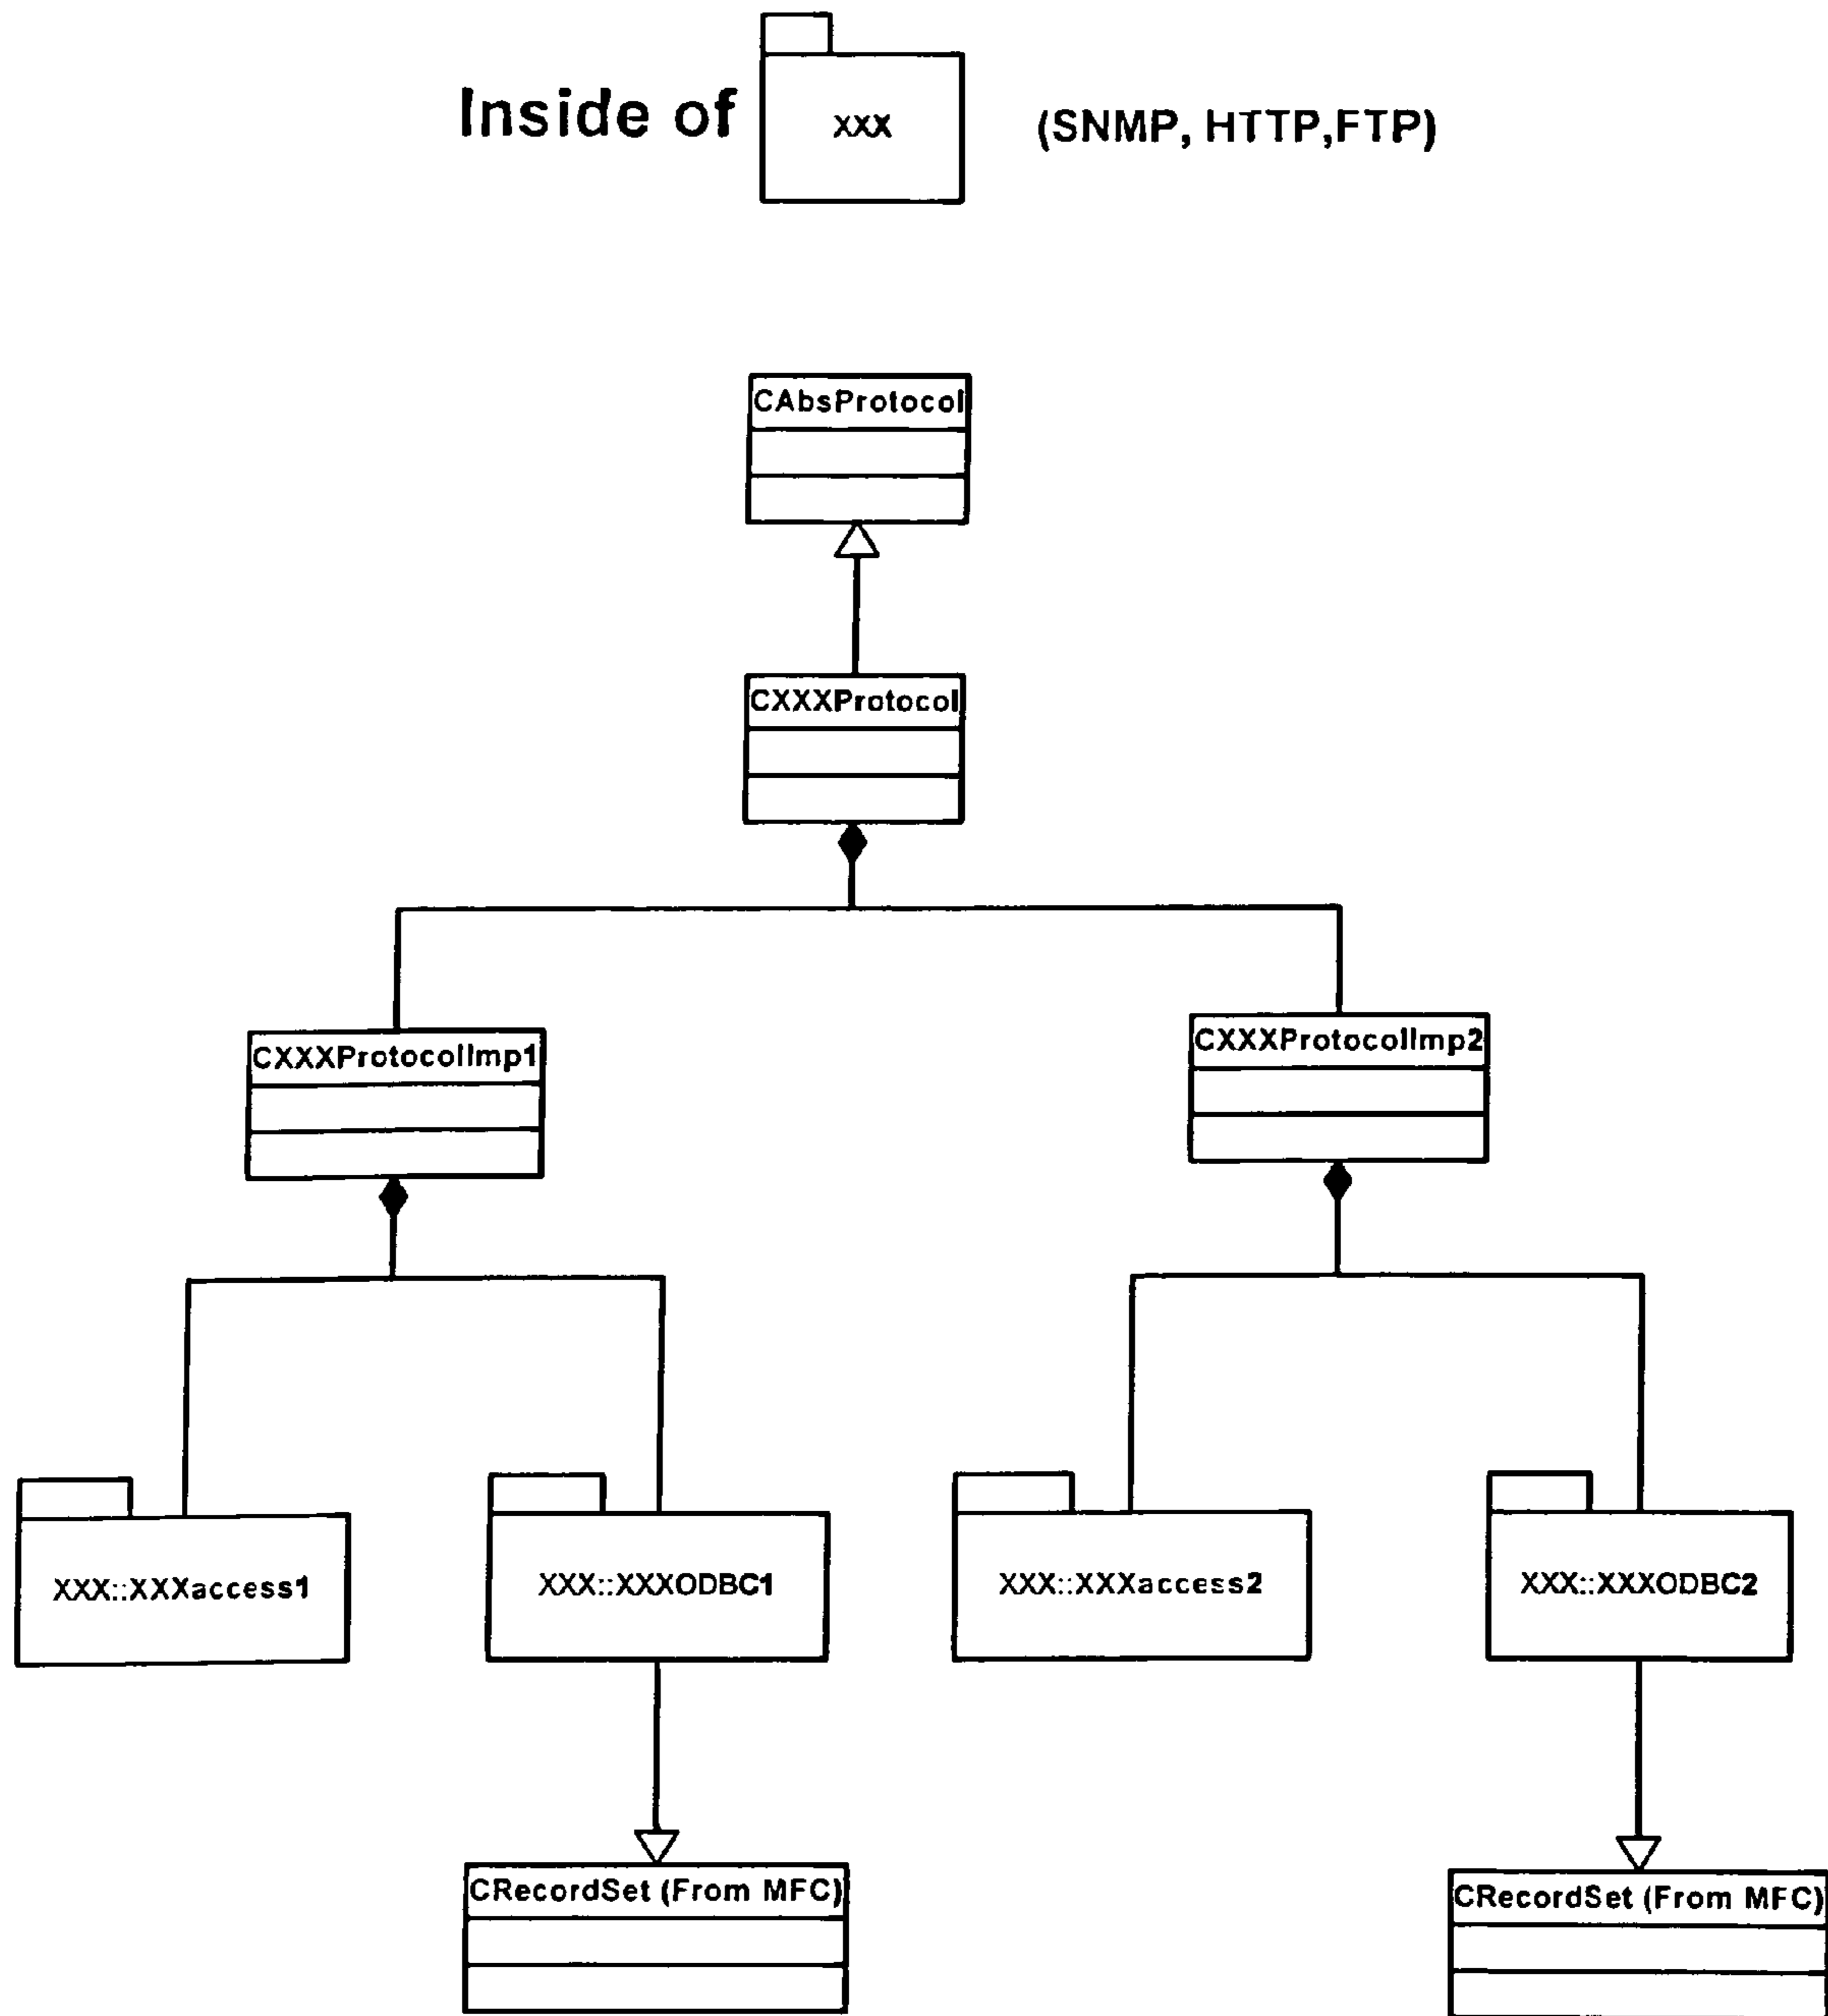 Inside of
XXX
(SNMP, HTTP,FTP)
CAbsProtocol
CXXXProtocol
CXXXProtocolImp1
CXXXProtocolImp2
XXX::XXXaccess1
XXX::XXXODBC1
XXX::XXXaccess2
XXX::XXXODBC2
CRecordSet (From MFC)
CRecordSet (From MFC)